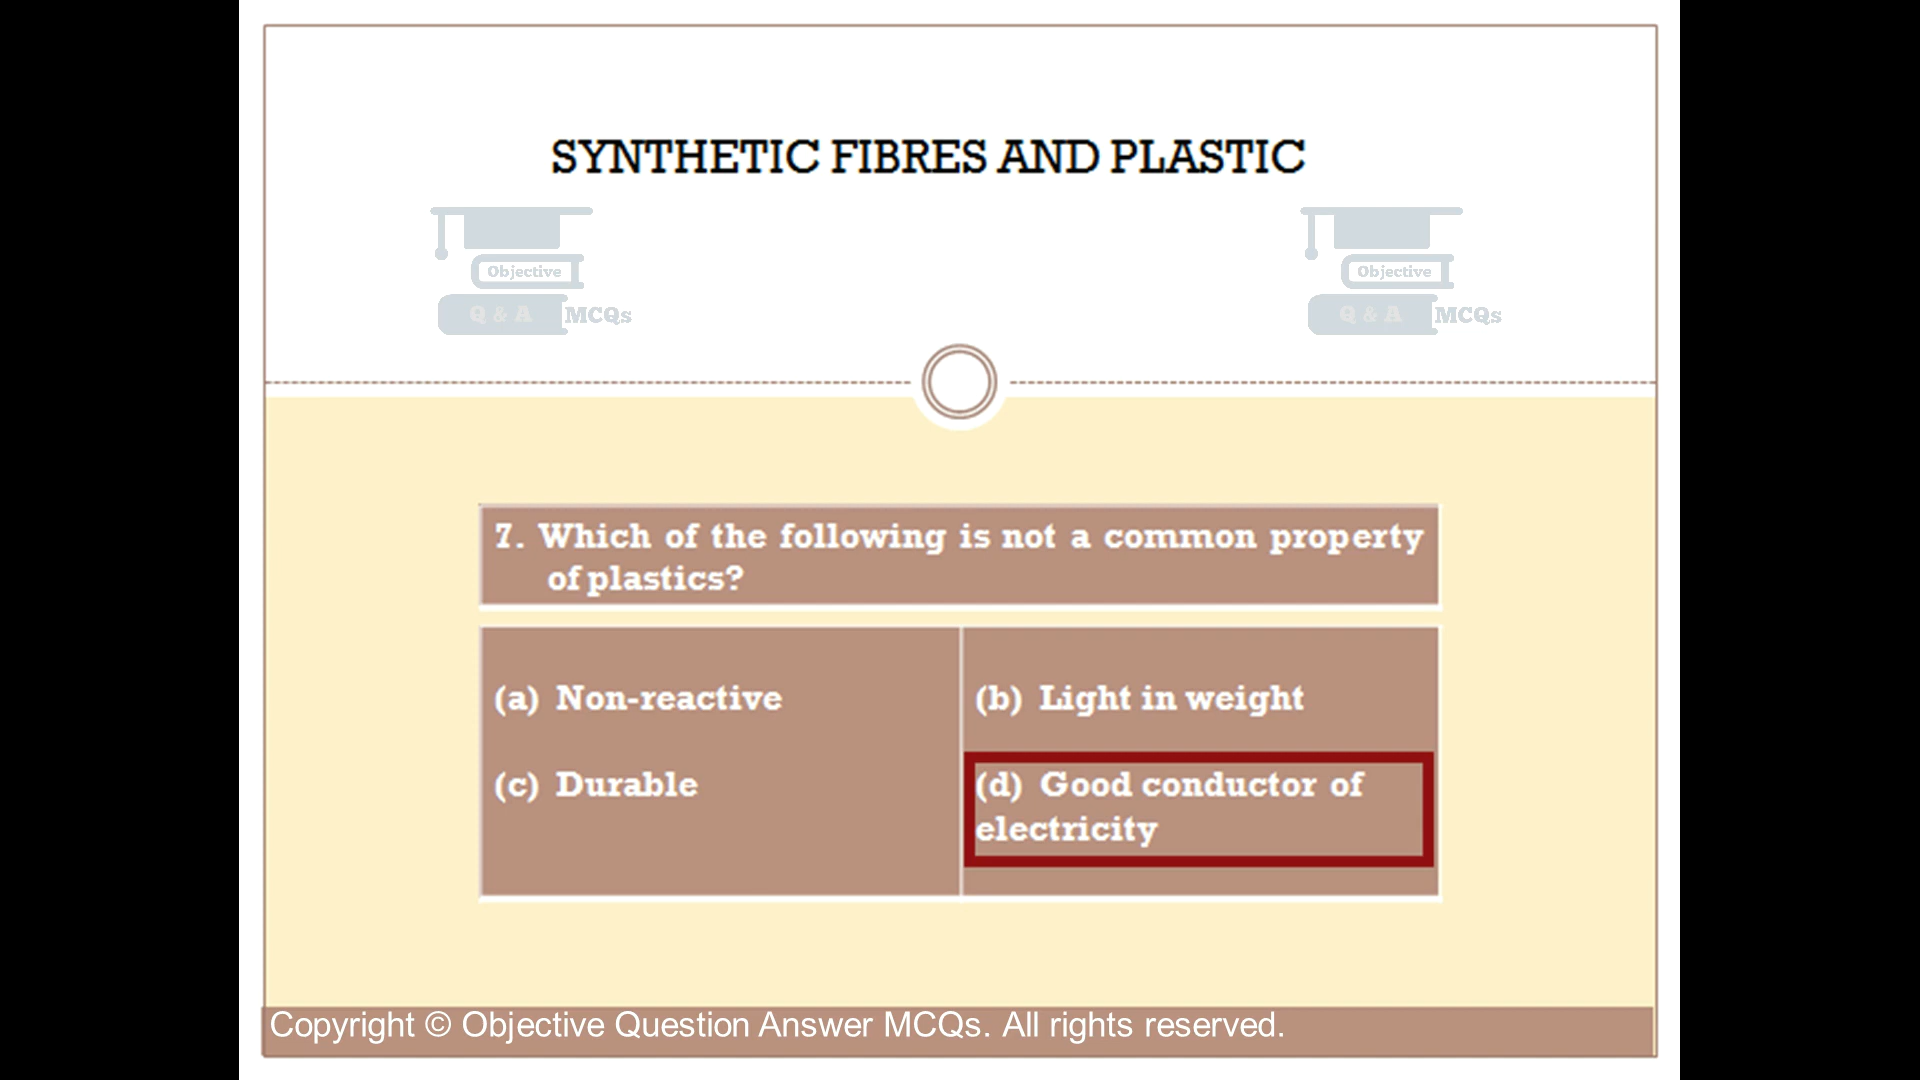 SYNTHETIC FIBRES AND PLASTIC
Objective
Q & A MCQs
Objective
Q & A MCQs
7. Which of the following is not a common property
of plastics?
(a) Non-reactive
(b) Light in weight
(c) Durable
(d) Good conductor of
electricity
Copyright © Objective Question Answer MCQs. All rights reserved.